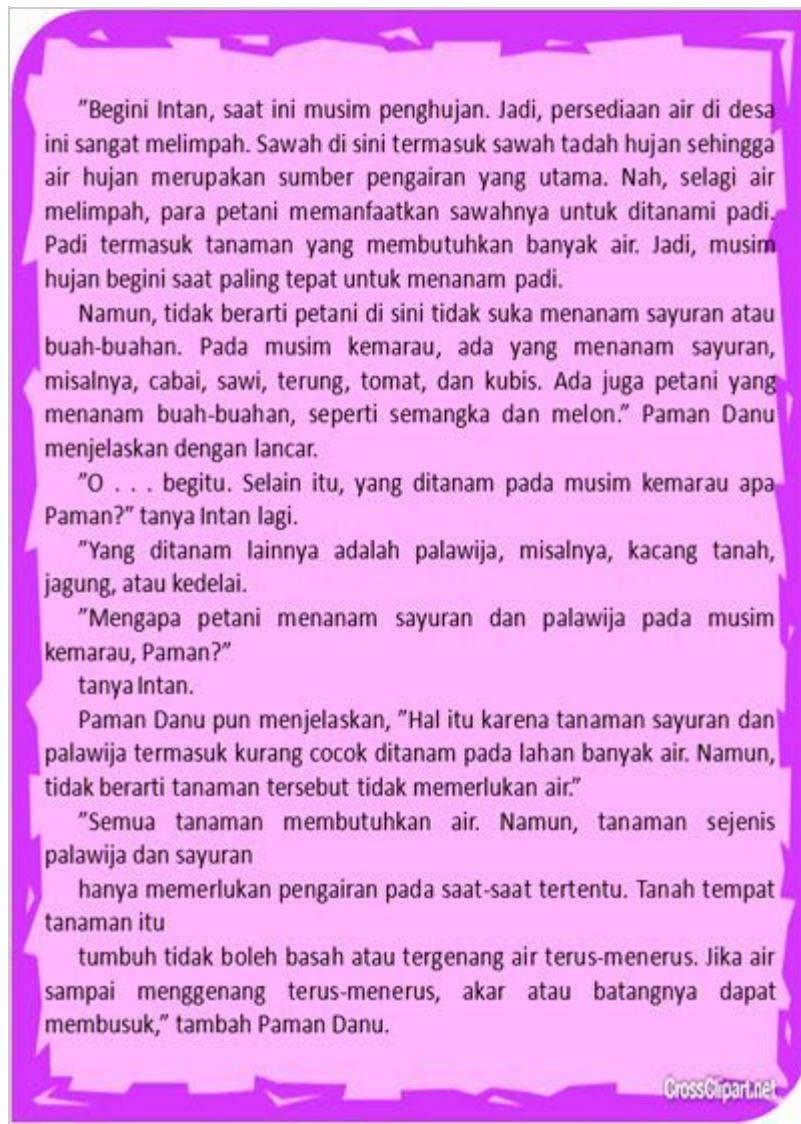 ”Begini Intan, saat ini musim penghujan. Jadi, persediaan air di desa
ini sangat melimpah. Sawah di sini termasuk sawah tadah hujan sehingga
air hujan merupakan sumber pengairan yang utama. Nah, selagi air
melimpah, para petani memanfaatkan sawahnya untuk ditanami padi.
Padi termasuk tanaman yang membutuhkan banyak air. Jadi, musim
hujan begini saat paling tepat untuk menanam padi.
Namun, tidak berarti petani di sini tidak suka menanam sayuran atau
buah-buahan. Pada musim kemarau, ada yang menanam sayuran,
misalnya, cabai, sawi, terung, tomat, dan kubis. Ada juga petani yang
menanam buah-buahan, seperti semangka dan melon.” Paman Danu
menjelaskan dengan lancar.
”O . . . begitu. Selain itu, yang ditanam pada musim kemarau apa
Paman?” tanya Intan lagi.
”Yang ditanam lainnya adalah palawija, misalnya, kacang tanah,
jagung, atau kedelai.
”Mengapa petani menanam sayuran dan palawija pada musim
kemarau, Paman?”
tanya Intan.
Paman Danu pun menjelaskan, ”Hal itu karena tanaman sayuran dan
palawija termasuk kurang cocok ditanam pada lahan banyak air. Namun,
tidak berarti tanaman tersebut tidak memerlukan air.”
”Semua tanaman membutuhkan air. Namun, tanaman sejenis
palawija dan sayuran
hanya memerlukan pengairan pada saat-saat tertentu. Tanah tempat
tanaman itu
tumbuh tidak boleh basah atau tergenang air terus-menerus. Jika air
sampai menggenang terus-menerus, akar atau batangnya dapat
membusuk,” tambah Paman Danu.
CrossClipart.net